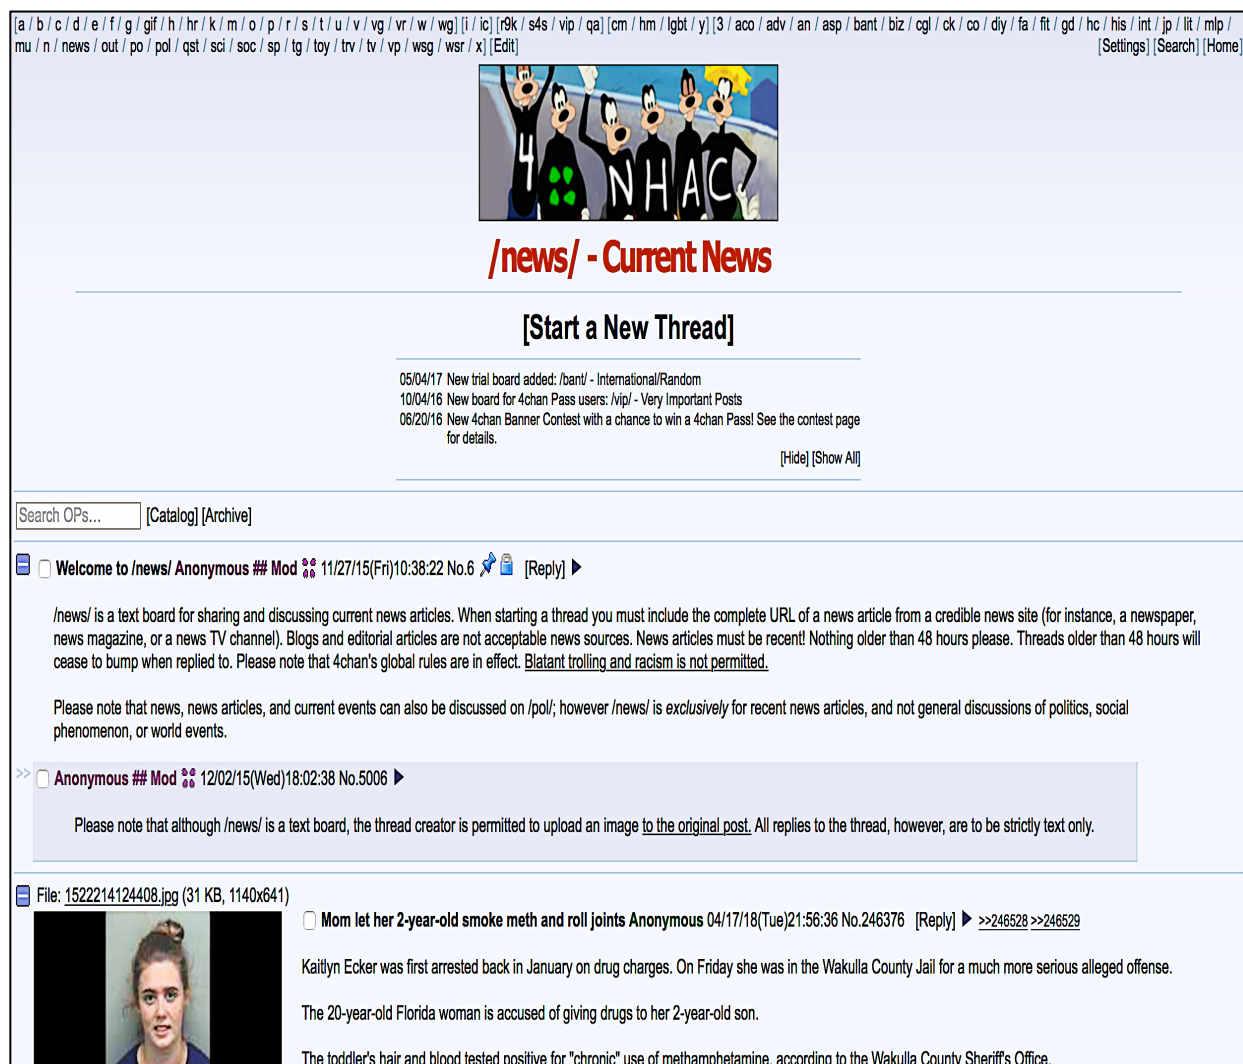 [a / b / c / d / e / f / g / gif / h / hr / k / m / o / p / r / s / t / u / v / vg / vr / w / wg] [i / ic] [r9k / s4s / vip / qa] [cm / hm / lgbt / y] [3 / aco / adv / an / asp / bant / biz / cgl / ck / co / diy / fa / fit / gd / hc / his / int / jp / lit / mlp /
mu / n / news / out / po / pol / qst / sci / soc / sp / tg / toy / trv / tv / vp / wsg / wsr / x] [Edit] [Settings] [Search] [Home]
4 NHAC
/news/ - Current News
[Start a New Thread]
05/04/17 New trial board added: /bant/ - International/Random
10/04/16 New board for 4chan Pass users: /vip/ - Very Important Posts
06/20/16 New 4chan Banner Contest with a chance to win a 4chan Pass! See the contest page
for details.
[Hide] [Show All]
Search OPs... [Catalog] [Archive]
Welcome to /news/ Anonymous ## Mod 11/27/15(Fri)10:38:22 No.6 [Reply]
/news/ is a text board for sharing and discussing current news articles. When starting a thread you must include the complete URL of a news article from a credible news site (for instance, a newspaper,
news magazine, or a news TV channel). Blogs and editorial articles are not acceptable news sources. News articles must be recent! Nothing older than 48 hours please. Threads older than 48 hours will
cease to bump when replied to. Please note that 4chan's global rules are in effect. Blatant trolling and racism is not permitted.
Please note that news, news articles, and current events can also be discussed on /pol/; however /news/ is exclusively for recent news articles, and not general discussions of politics, social
phenomenon, or world events.
>> Anonymous ## Mod 12/02/15(Wed)18:02:38 No.5006
Please note that although /news/ is a text board, the thread creator is permitted to upload an image to the original post. All replies to the thread, however, are to be strictly text only.
File: 1522214124408.jpg (31 KB, 1140x641)
Mom let her 2-year-old smoke meth and roll joints Anonymous 04/17/18(Tue)21:56:36 No.246376 [Reply] >>246528 >>246529
Kaitlyn Ecker was first arrested back in January on drug charges. On Friday she was in the Wakulla County Jail for a much more serious alleged offense.
The 20-year-old Florida woman is accused of giving drugs to her 2-year-old son.
The toddler's hair and blood tested positive for "chronic" use of methamphetamine, according to the Wakulla County Sheriff's Office.